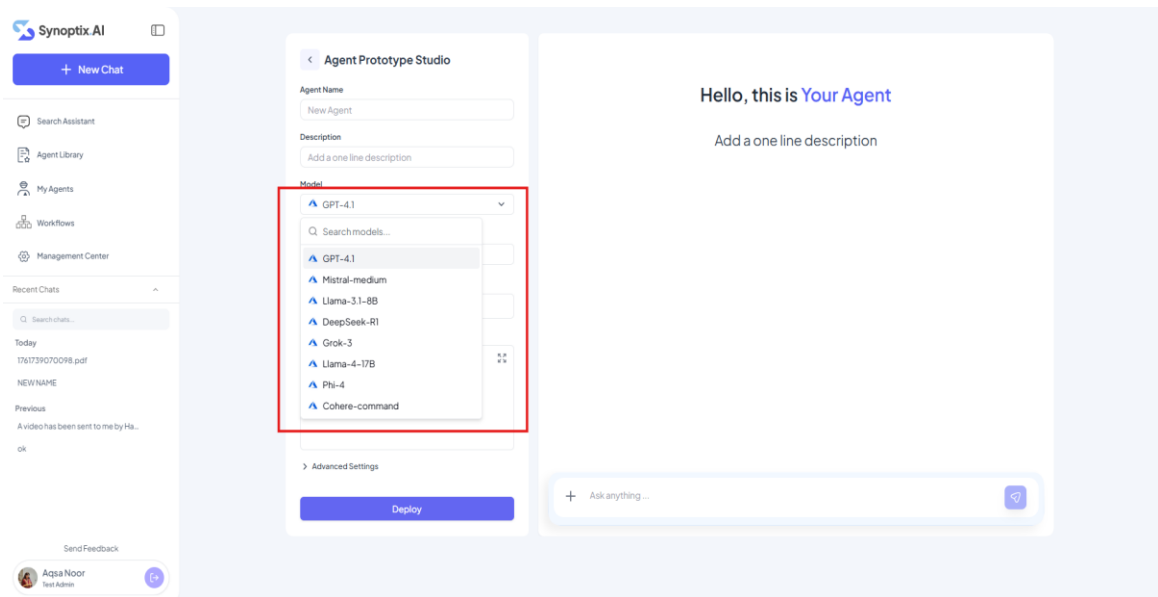 Synoptix.AI
+ New Chat
Search Assistant
Agent Library
My Agents
Workflows
Management Center
Recent Chats
Search chats...
Today
1761739070098.pdf
NEW NAME
Previous
A video has been sent to me by Ha...
ok
Send Feedback
Aqsa Noor
Test Admin
Agent Prototype Studio
Agent Name
New Agent
Description
Add a one line description
Model
GPT-4.1
Search models...
GPT-4.1
Mistral-medium
Llama-3.1-8B
DeepSeek-R1
Grok-3
Llama-4-17B
Phi-4
Cohere-command
Advanced Settings
Deploy
Hello, this is Your Agent
Add a one line description
Ask anything ...